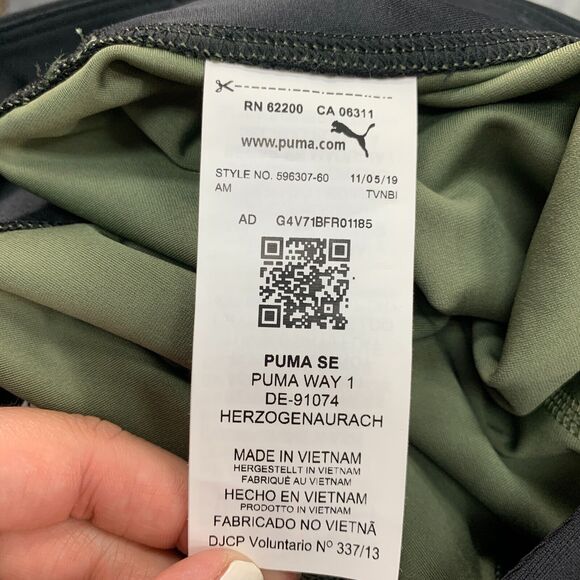 RN 62200 CA 06311
www.puma.com
STYLE NO. 596307-60 11/05/19
AM TVNBI
AD G4V71BFR01185
PUMA SE
PUMA WAY 1
DE-91074
HERZOGENAURACH
MADE IN VIETNAM
HERGESTELLT IN VIETNAM
FABRIQUÉ AU VIETNAM
HECHO EN VIETNAM
PRODOTTO IN VIETNAM
FABRICADO NO VIETNÃ
DJCP Voluntario Nº 337/13